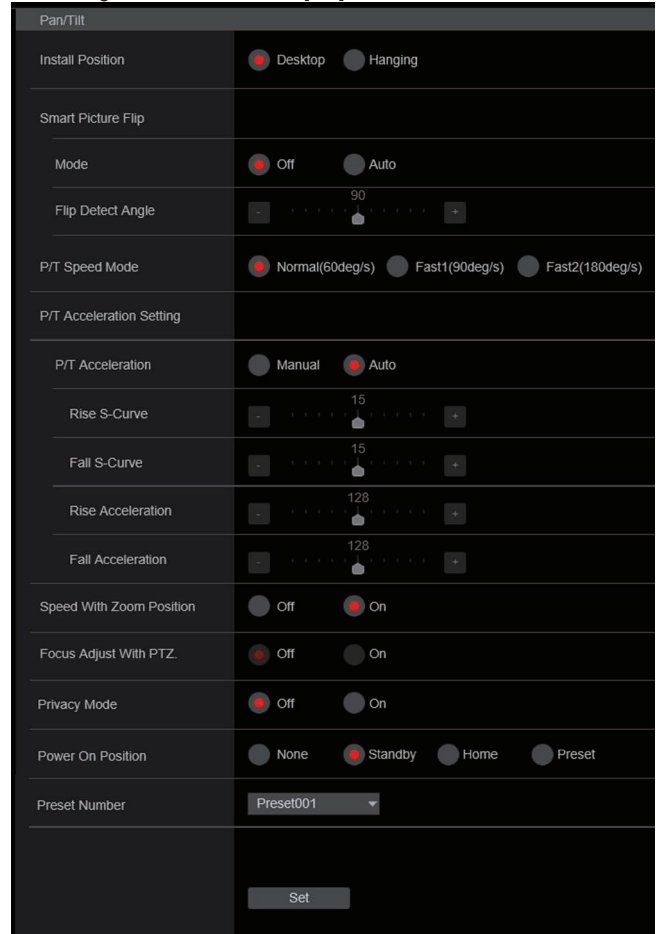 Pan/Tilt
Install Position Desktop Hanging
Smart Picture Flip
Mode Off Auto
90
Flip Detect Angle - +
P/T Speed Mode Normal(60deg/s) Fast1(90deg/s) Fast2(180deg/s)
P/T Acceleration Setting
P/T Acceleration Manual Auto
15
Rise S-Curve - +
15
Fall S-Curve - +
128
Rise Acceleration - +
128
Fall Acceleration - +
Speed With Zoom Position Off On
Focus Adjust With PTZ. Off On
Privacy Mode Off On
Power On Position None Standby Home Preset
Preset Number Preset001
Set